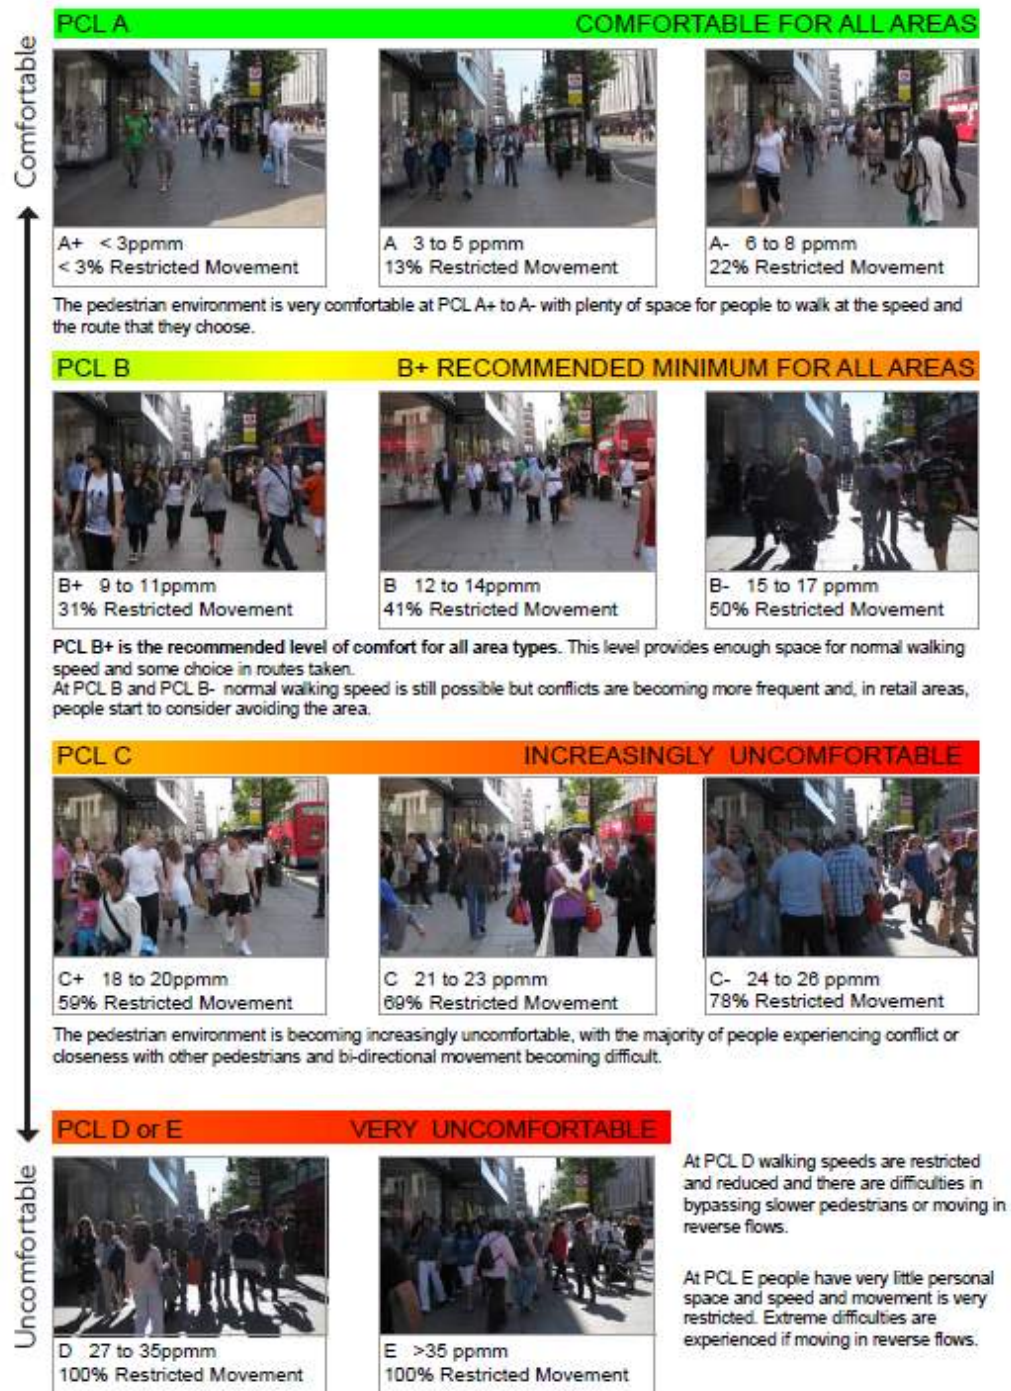 Comfortable
PCL A COMFORTABLE FOR ALL AREAS
A+ < 3ppmm
< 3% Restricted Movement
A 3 to 5 ppmm
13% Restricted Movement
A- 6 to 8 ppmm
22% Restricted Movement
The pedestrian environment is very comfortable at PCL A+ to A- with plenty of space for people to walk at the speed and
the route that they choose.
PCL B B+ RECOMMENDED MINIMUM FOR ALL AREAS
B+ 9 to 11ppmm
31% Restricted Movement
B 12 to 14ppmm
41% Restricted Movement
B- 15 to 17 ppmm
50% Restricted Movement
PCL B+ is the recommended level of comfort for all area types. This level provides enough space for normal walking
speed and some choice in routes taken.
At PCL B and PCL B- normal walking speed is still possible but conflicts are becoming more frequent and, in retail areas,
people start to consider avoiding the area.
PCL C INCREASINGLY UNCOMFORTABLE
C+ 18 to 20ppmm
59% Restricted Movement
C 21 to 23 ppmm
69% Restricted Movement
C- 24 to 26 ppmm
78% Restricted Movement
The pedestrian environment is becoming increasingly uncomfortable, with the majority of people experiencing conflict or
closeness with other pedestrians and bi-directional movement becoming difficult.
PCL D or E VERY UNCOMFORTABLE
D 27 to 35ppmm
100% Restricted Movement
E >35 ppmm
100% Restricted Movement
At PCL D walking speeds are restricted
and reduced and there are difficulties in
bypassing slower pedestrians or moving in
reverse flows.
At PCL E people have very little personal
space and speed and movement is very
restricted. Extreme difficulties are
experienced if moving in reverse flows.
Uncomfortable